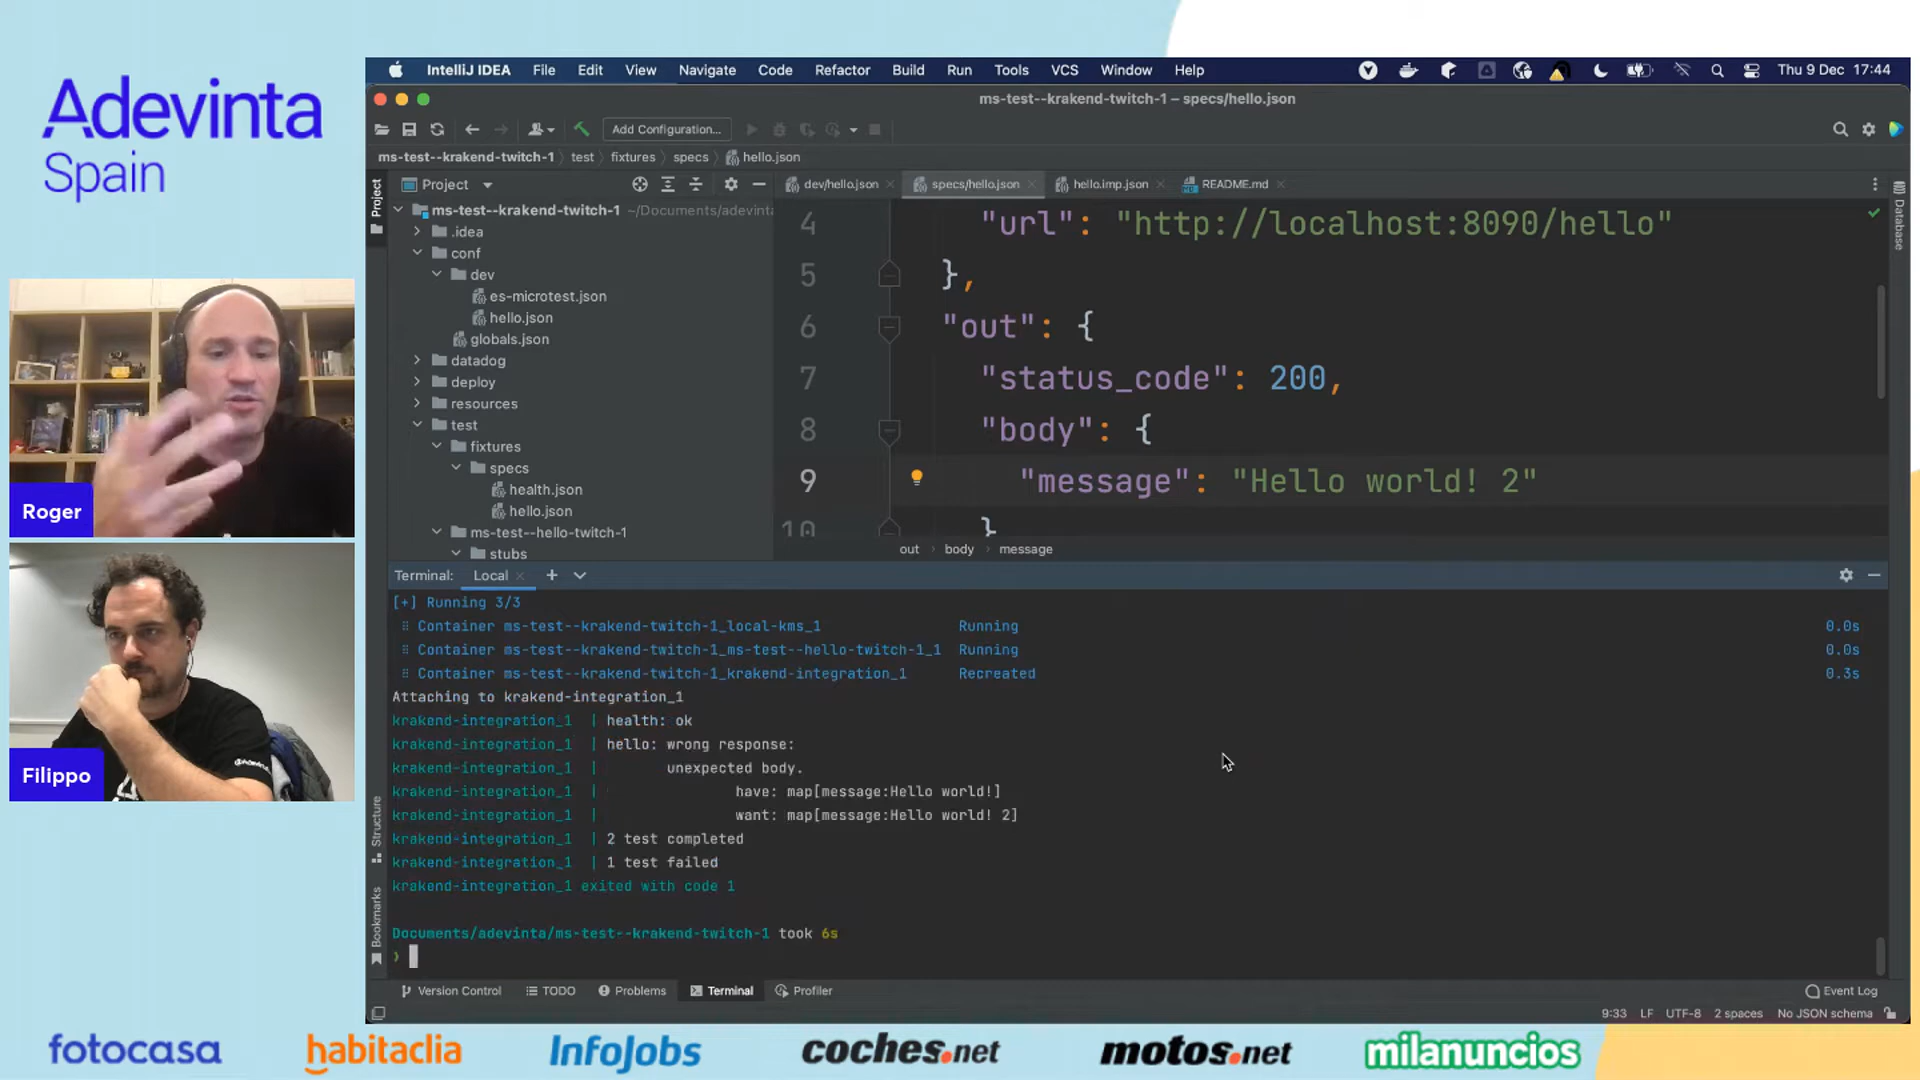 Adevinta
Spain
IntelliJ IDEA File Edit View Navigate Code Refactor Build Run Tools VCS Window Help
Thu 9 Dec 17:44
ms-test--krakend-twitch-1 – specs/hello.json
Add Configuration...
ms-test--krakend-twitch-1 test fixtures specs hello.json
Project
Project
dev/hello.json
specs/hello.json
hello.imp.json
README.md
Database
ms-test--krakend-twitch-1 ~/Documents/adevinta
.idea
conf
dev
es-microtest.json
hello.json
globals.json
datadog
deploy
resources
test
fixtures
specs
health.json
hello.json
ms-test--hello-twitch-1
stubs
4 "url": "http://localhost:8090/hello"
5 },
6 "out": {
7 "status_code": 200,
8 "body": {
9 "message": "Hello world! 2"
10 }
out body message
Terminal: Local
[+] Running 3/3
Container ms-test--krakend-twitch-1_local-kms_1 Running 0.0s
Container ms-test--krakend-twitch-1_ms-test--hello-twitch-1_1 Running 0.0s
Container ms-test--krakend-twitch-1_krakend-integration_1 Recreated 0.3s
Attaching to krakend-integration_1
krakend-integration_1 | health: ok
krakend-integration_1 | hello: wrong response:
krakend-integration_1 | unexpected body.
krakend-integration_1 | have: map[message:Hello world!]
krakend-integration_1 | want: map[message:Hello world! 2]
krakend-integration_1 | 2 test completed
krakend-integration_1 | 1 test failed
krakend-integration_1 exited with code 1
Documents/adevinta/ms-test--krakend-twitch-1 took 6s
❯
Structure
Bookmarks
Version Control TODO Problems Terminal Profiler Event Log
9:33 LF UTF-8 2 spaces No JSON schema
Roger
Filippo
fotocasa habitaclia InfoJobs coches.net motos.net milanuncios